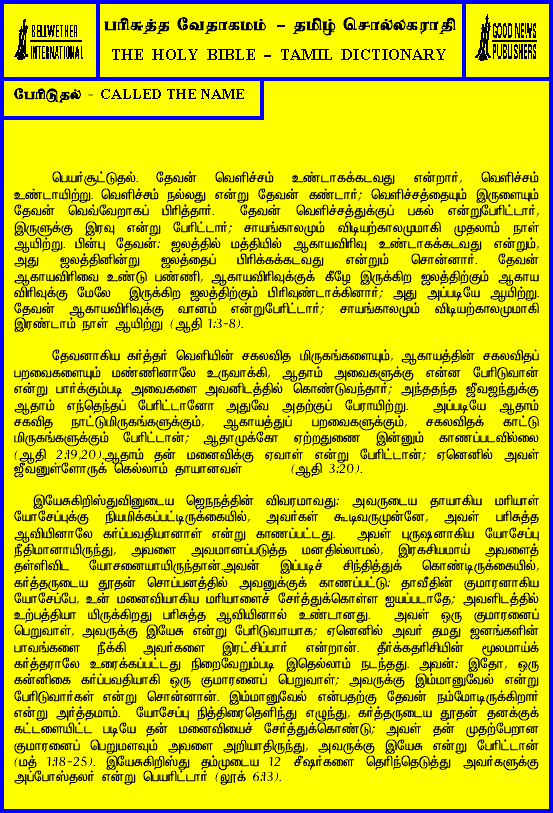 BELLWETHER
INTERNATIONAL
பரிசுத்த வேதாகமம் - தமிழ் சொல்லகராதி
THE HOLY BIBLE – TAMIL DICTIONARY
GOOD NEWS
PUBLISHERS
பேரிடுதல் - CALLED THE NAME
பெயர்சூட்டுதல். தேவன் வெளிச்சம் உண்டாகக்கடவது என்றார், வெளிச்சம்
உண்டாயிற்று. வெளிச்சம் நல்லது என்று தேவன் கண்டார்; வெளிச்சத்தையும் இருளையும்
தேவன் வெவ்வேறாகப் பிரித்தார். தேவன் வெளிச்சத்துக்குப் பகல் என்றுபேரிட்டார்,
இருளுக்கு இரவு என்று பேரிட்டார்; சாயங்காலமும் விடியற்காலமுமாகி முதலாம் நாள்
ஆயிற்று. பின்பு தேவன்: ஜலத்தில் மத்தியில் ஆகாயவிரிவு உண்டாகக்கடவது என்றும்,
அது ஜலத்தினின்று ஜலத்தைப் பிரிக்கக்கடவது என்றும் சொன்னார். தேவன்
ஆகாயவிரிவை உண்டு பண்ணி, ஆகாயவிரிவுக்குக் கீழே இருக்கிற ஜலத்திற்கும் ஆகாய
விரிவுக்கு மேலே இருக்கிற ஜலத்திற்கும் பிரிவுண்டாக்கினார்; அது அப்படியே ஆயிற்று.
தேவன் ஆகாயவிரிவுக்கு வானம் என்றுபேரிட்டார்; சாயங்காலமும் விடியற்காலமுமாகி
இரண்டாம் நாள் ஆயிற்று (ஆதி 1:3-8).
தேவனாகிய கர்த்தர் வெளியின் சகலவித மிருகங்களையும், ஆகாயத்தின் சகலவிதப்
பறவைகளையும் மண்ணினாலே உருவாக்கி, ஆதாம் அவைகளுக்கு என்ன பேரிடுவான்
என்று பார்க்கும்படி அவைகளை அவனிடத்தில் கொண்டுவந்தார்; அந்தந்த ஜீவஜந்துக்கு
ஆதாம் எந்தெந்தப் பேரிட்டானோ அதுவே அதற்குப் பேராயிற்று. அப்படியே ஆதாம்
சகவித நாட்டுமிருகங்களுக்கும், ஆகாயத்துப் பறவைகளுக்கும், சகலவிதக் காட்டு
மிருகங்களுக்கும் பேரிட்டான்; ஆதாமுக்கோ ஏற்றதுணை இன்னும் காணப்படவில்லை
(ஆதி 2:19,20).ஆதாம் தன் மனைவிக்கு ஏவாள் என்று பேரிட்டான்; ஏனெனில் அவள்
ஜீவனுள்ளோருக் கெல்லாம் தாயானவள் (ஆதி 3:20).
இயேசுகிறிஸ்துவினுடைய ஜெநநத்தின் விவரமாவது: அவருடைய தாயாகிய மரியாள்
யோசேப்புக்கு நியமிக்கப்பட்டிருக்கையில், அவர்கள் கூடிவருமுன்னே, அவள் பரிசுத்த
ஆவியினாலே கர்ப்பவதியானாள் என்று காணப்பட்டது. அவள் புருஷனாகிய யோசேப்பு
நீதிமானாயிருந்து, அவளை அவமானப்படுத்த மனதில்லாமல், இரகசியமாய் அவளைத்
தள்ளிவிட யோசனையாயிருந்தான்.அவன் இப்படிச் சிந்தித்துக் கொண்டிருக்கையில்,
கர்த்தருடைய தூதன் சொப்பனத்தில் அவனுக்குக் காணப்பட்டு: தாவீதின் குமாரனாகிய
யோசேப்பே, உன் மனைவியாகிய மரியாளைச் சேர்த்துக்கொள்ள ஐயப்படாதே; அவளிடத்தில்
உற்பத்தியா யிருக்கிறது பரிசுத்த ஆவியினால் உண்டானது. அவள் ஒரு குமாரனைப்
பெறுவாள், அவருக்கு இயேசு என்று பேரிடுவாயாக; ஏனெனில் அவர் தமது ஜனங்களின்
பாவங்களை நீக்கி அவர்களை இரட்சிப்பார் என்றான். தீர்க்கதரிசியின் மூலமாய்க்
கர்த்தராலே உரைக்கப்பட்டது நிறைவேறும்படி இதெல்லாம் நடந்தது. அவன்: இதோ, ஒரு
கன்னிகை கர்ப்பவதியாகி ஒரு குமாரனைப் பெறுவாள்; அவருக்கு இம்மானுவேல் என்று
பேரிடுவார்கள் என்று சொன்னான். இம்மானுவேல் என்பதற்கு தேவன் நம்மோடிருக்கிறார்
என்று அர்த்தமாம். யோசேப்பு நித்திரைதெளிந்து எழுந்து, கர்த்தருடைய தூதன் தனக்குக்
கட்டளையிட்ட படியே தன் மனைவியைச் சேர்த்துக்கொண்டு; அவள் தன் முதற்பேறான
குமாரனைப் பெறுமளவும் அவளை அறியாதிருந்து, அவருக்கு இயேசு என்று பேரிட்டான்
(மத் 1:18-25). இயேசுகிறிஸ்து தம்முடைய 12 சீஷர்களை தெரிந்தெடுத்து அவர்களுக்கு
அப்போஸ்தலர் என்று பெயரிட்டார் (லூக் 6:13).